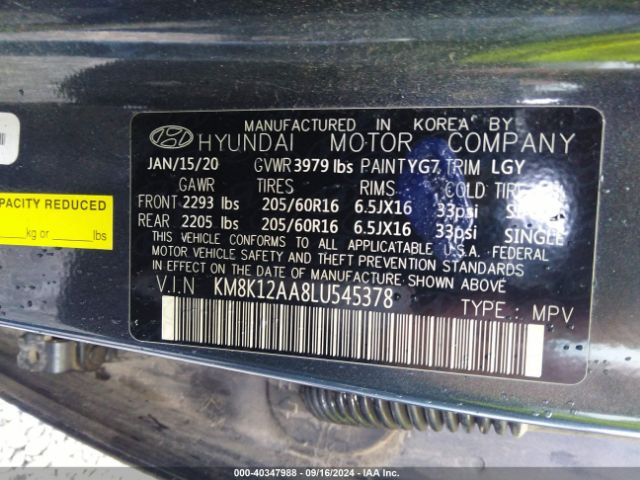 MANUFACTURED IN KOREA BY
HYUNDAI MOTOR COMPANY
JAN/15/20 GVWR 3979 lbs PAINT YG7 TRIM LGY
GAWR TIRES RIMS COLD TIRE
FRONT 2293 lbs 205/60R16 6.5JX16 33psi
REAR 2205 lbs 205/60R16 6.5JX16 33psi SINGLE
THIS VEHICLE CONFORMS TO ALL APPLICABLE U.S.A. FEDERAL
MOTOR VEHICLE SAFETY AND THEFT PREVENTION STANDARDS
IN EFFECT ON THE DATE OF MANUFACTURE SHOWN ABOVE
V.I.N KM8K12AA8LU545378
TYPE : MPV
APACITY REDUCED
kg or lbs
000-40347988 - 09/16/2024 - IAA Inc.